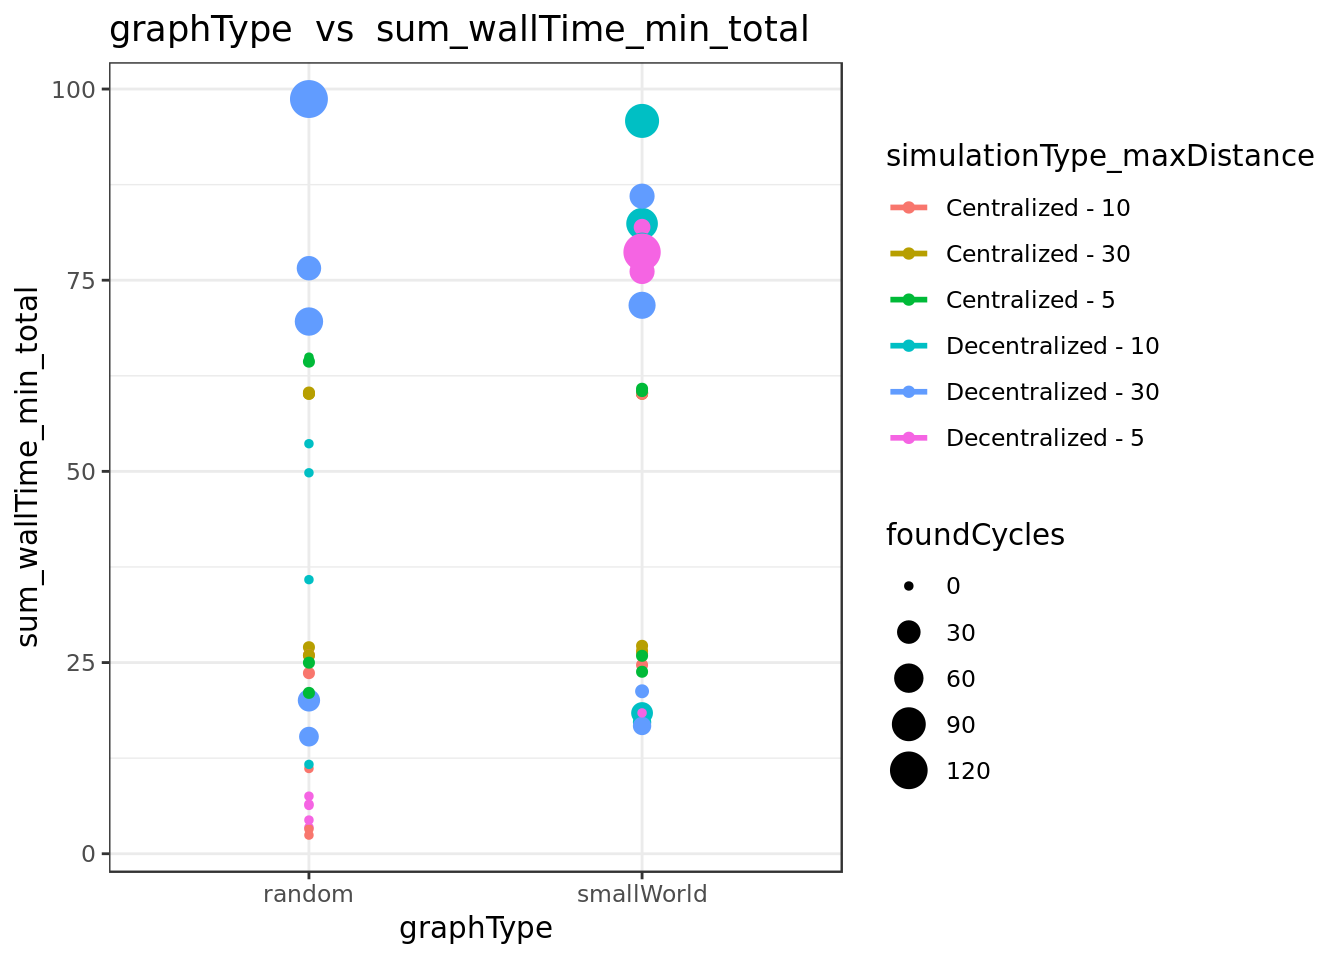 graphType vs sum_wallTime_min_total
100
75
50
25
0
sum_wallTime_min_total
random
smallWorld
graphType
simulationType_maxDistance
Centralized - 10
Centralized - 30
Centralized - 5
Decentralized - 10
Decentralized - 30
Decentralized - 5
foundCycles
0
30
60
90
120